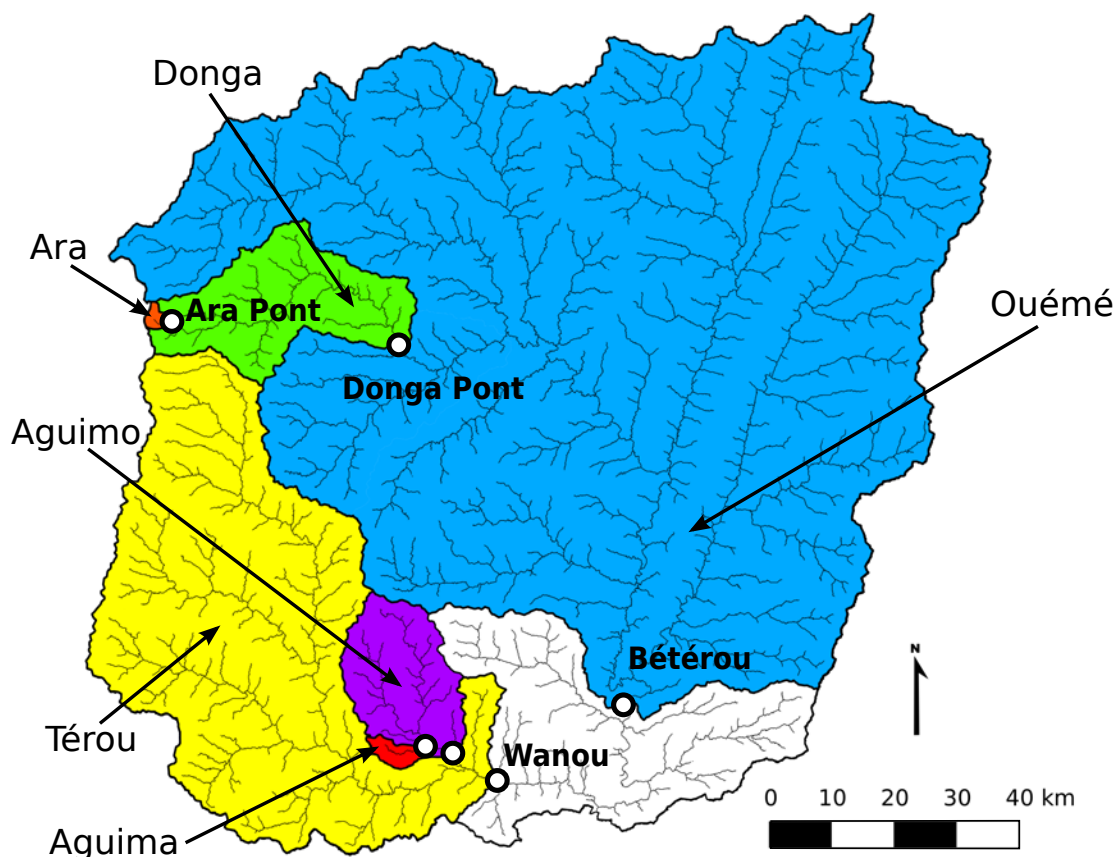 Donga
Ara
Ara Pont
Ouémé
Donga Pont
Aguimo
N
Bétérou
Térou
Wanou
0 10 20 30 40 km
Aguima